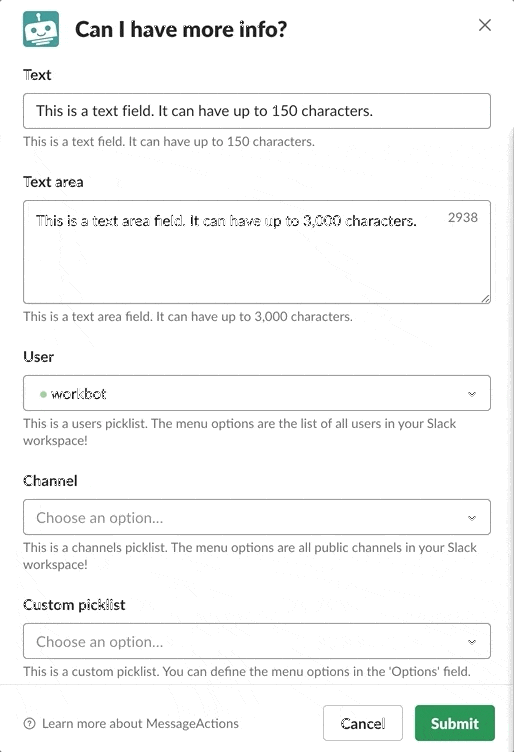 Can I have more info?
Text
This is a text field. It can have up to 150 characters.
This is a text field. It can have up to 150 characters.
Text area
This is a text area field. It can have up to 3,000 characters. 2938
This is a text area field. It can have up to 3,000 characters.
User
workbot
This is a users picklist. The menu options are the list of all users in your Slack
workspace!
Channel
Choose an option...
This is a channels picklist. The menu options are all public channels in your Slack
workspace!
Custom picklist
Choose an option...
This is a custom picklist. You can define the menu options in the 'Options' field.
Learn more about MessageActions
Cancel
Submit